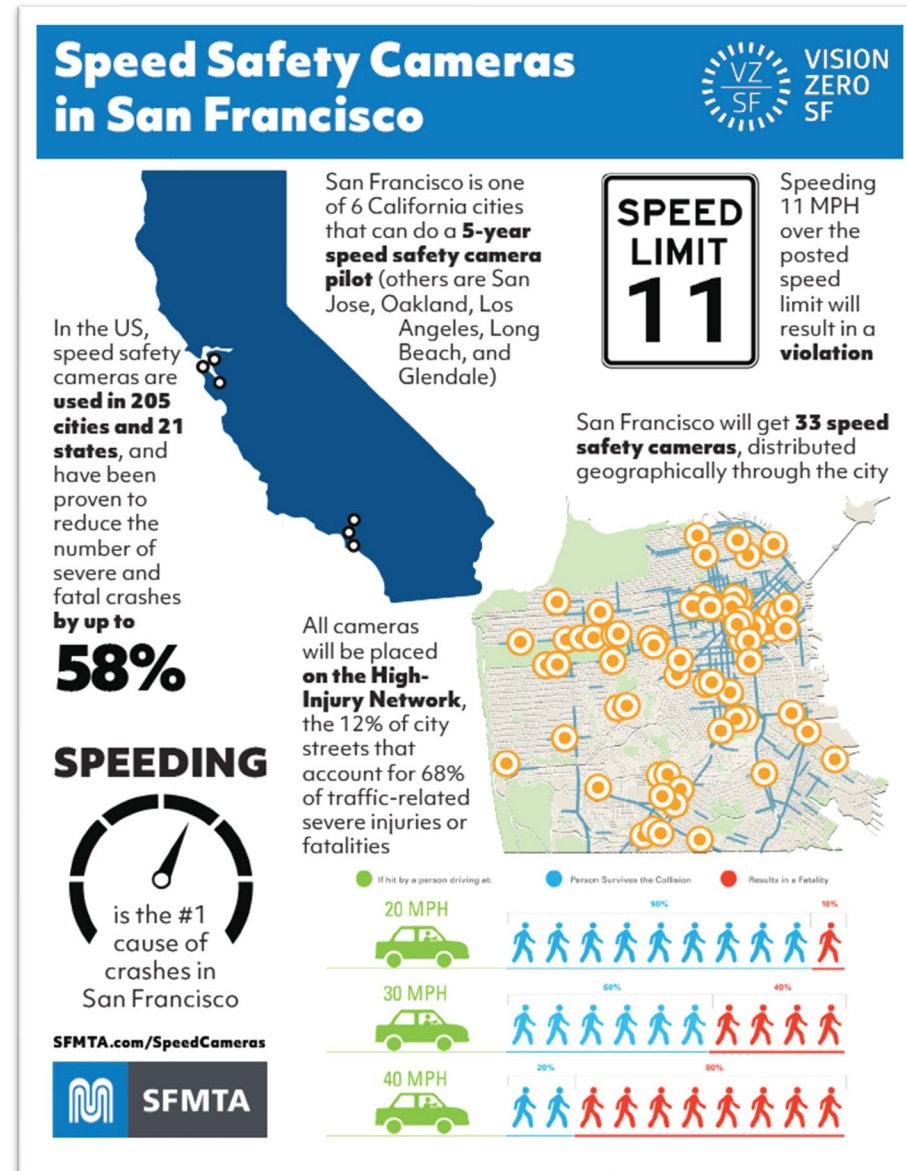 Speed Safety Cameras
in San Francisco
VZ
SF
VISION
ZERO
SF
San Francisco is one
of 6 California cities
that can do a 5-year
speed safety camera
pilot (others are San
Jose, Oakland, Los
Angeles, Long
Beach, and
Glendale)
SPEED
LIMIT
11
Speeding
11 MPH
over the
posted
speed
limit will
result in a
violation
In the US,
speed safety
cameras are
used in 205
cities and 21
states, and
have been
proven to
reduce the
number of
severe and
fatal crashes
by up to
58%
San Francisco will get 33 speed
safety cameras, distributed
geographically through the city
All cameras
will be placed
on the High-
Injury Network,
the 12% of city
streets that
account for 68%
of traffic-related
severe injuries or
fatalities
SPEEDING
is the #1
cause of
crashes in
San Francisco
SFMTA.com/SpeedCameras
SFMTA
If hit by a person driving at:
Person Survives the Collision
Results in a Fatality
20 MPH
90%
10%
30 MPH
60%
40%
40 MPH
20%
80%